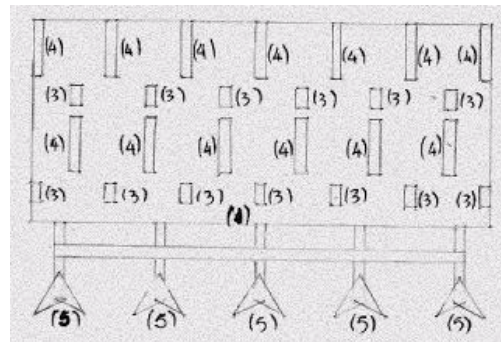 (4) (4) (4) (4) (4) (4) (4)
(3) (3) (3) (3) (3) (3)
(4) (4) (4) (4) (4) (4)
(3) (3) (3) (3) (3) (3) (3)
(5) (5) (5) (5) (5)